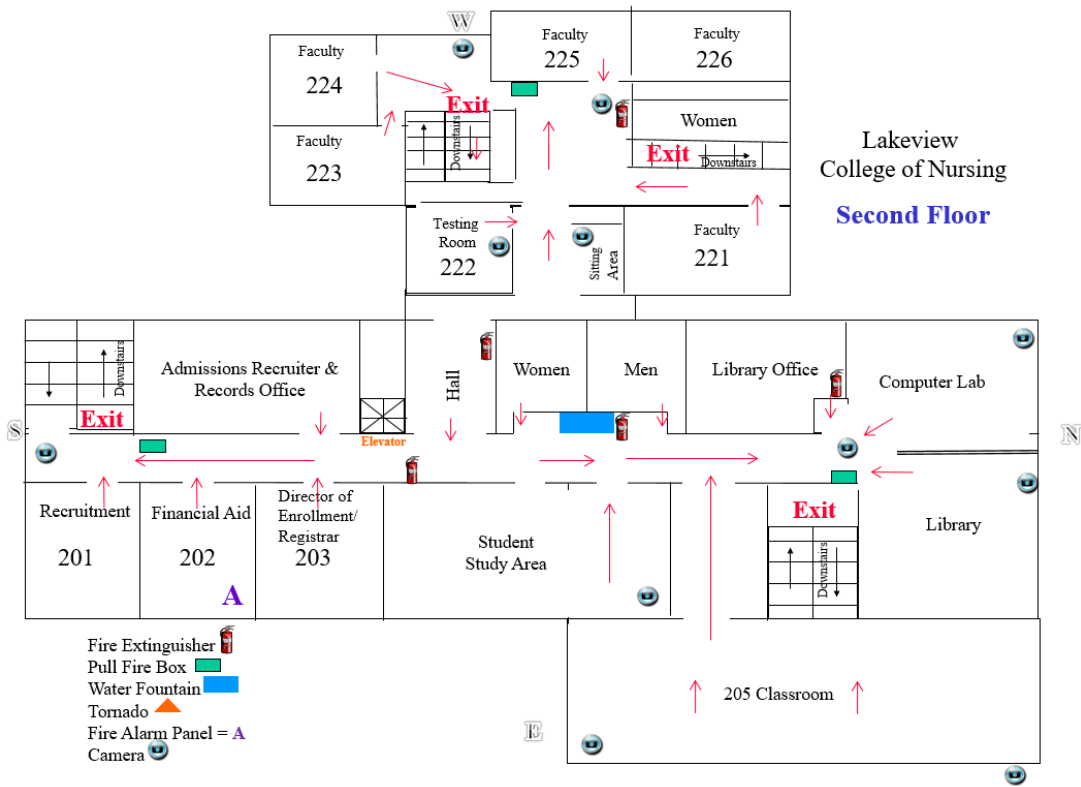 W
Faculty
224
Faculty
225
Faculty
226
Exit
Women
Downstairs
Exit
Downstairs
Lakeview
College of Nursing
Second Floor
Faculty
223
Testing
Room
222
Sitting
Area
Faculty
221
Downstairs
Exit
Admissions Recruiter &
Records Office
Elevator
Hall
Women
Men
Library Office
Computer Lab
S
N
Recruitment
201
Financial Aid
202
A
Director of
Enrollment/
Registrar
203
Student
Study Area
Exit
Downstairs
Library
205 Classroom
E
Fire Extinguisher
Pull Fire Box
Water Fountain
Tornado
Fire Alarm Panel = A
Camera